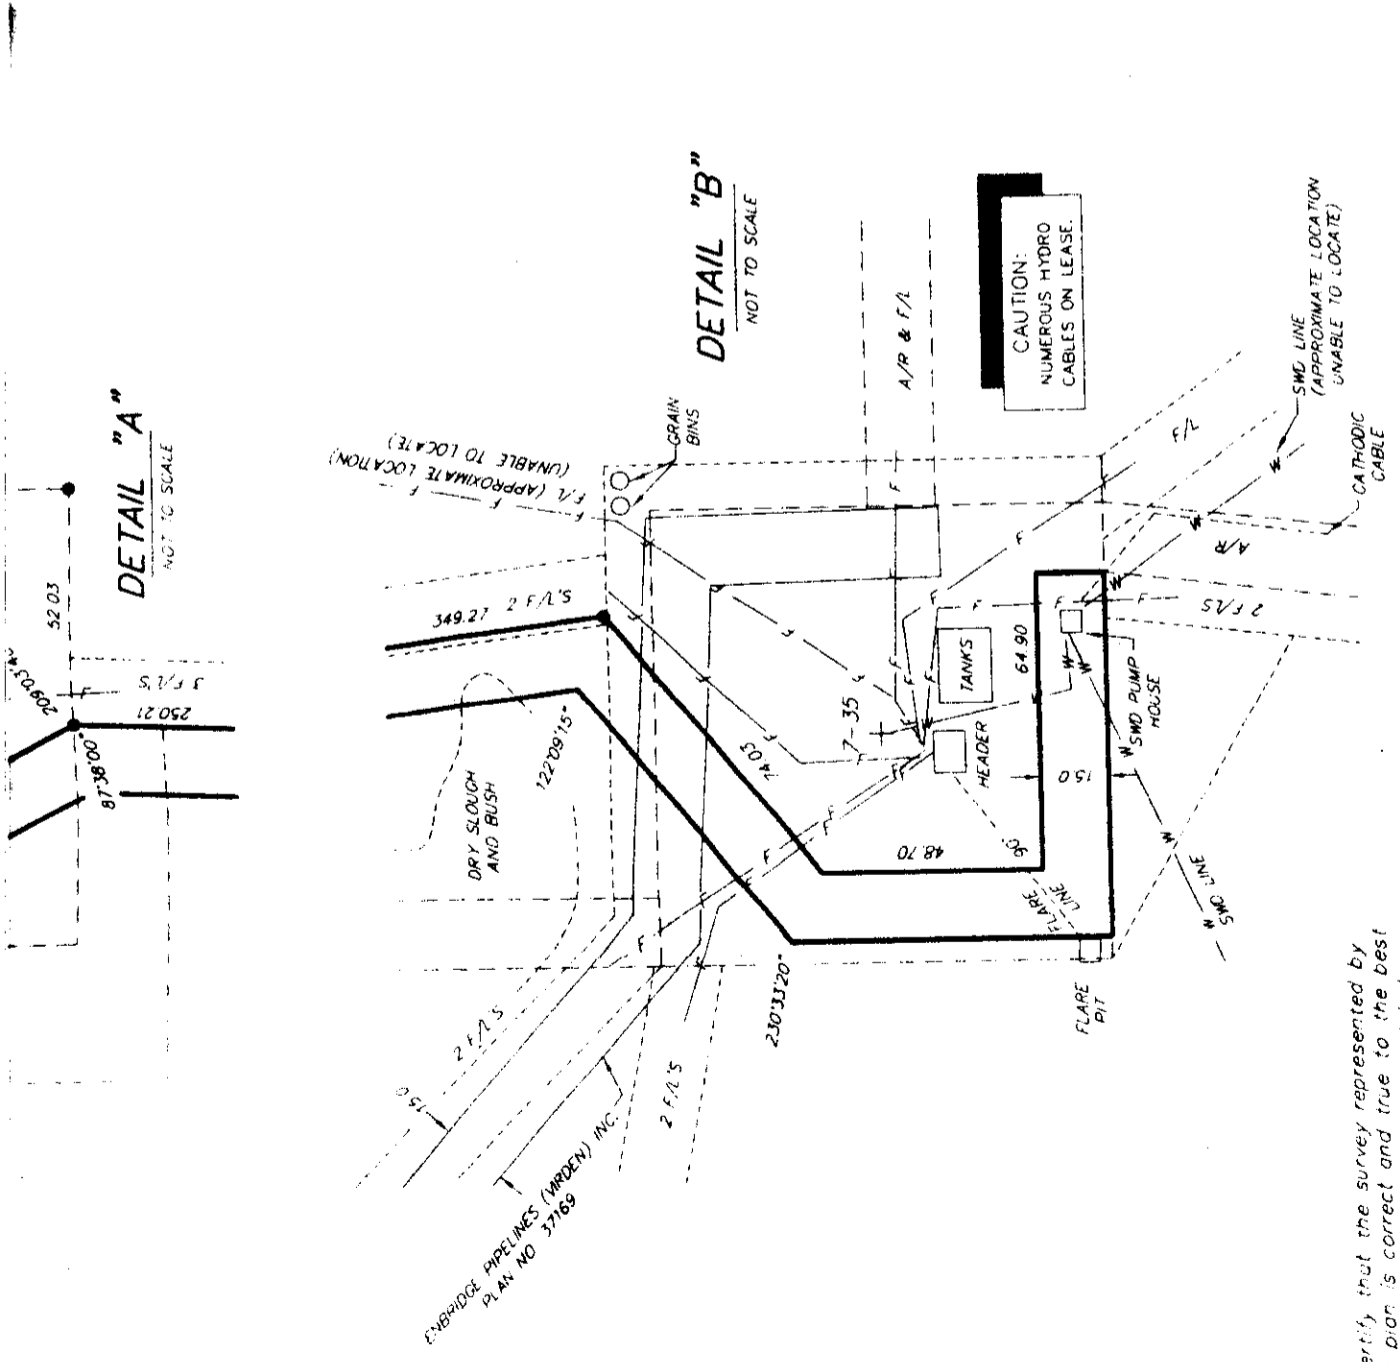 DETAIL "A"
NOT TO SCALE
52.03
87°38'00"
250.21
3 F/L'S
F
DETAIL "B"
NOT TO SCALE
F/L (APPROXIMATE LOCATION)
(UNABLE TO LOCATE)
GRAIN
BINS
349.27
2 F/L'S
DRY SLOUGH
AND BUSH
122°09'15"
74.03
7-35
A/R & F/L
CAUTION:
NUMEROUS HYDRO
CABLES ON LEASE.
TANKS
HEADER
64.90
15.0
48.70
90°
FLARE
LINE
FLARE
PIT
230°33'20"
SWD PUMP
HOUSE
SWD LINE
F/L
A/R
2 F/LS
SWD LINE
(APPROXIMATE LOCATION
UNABLE TO LOCATE)
CATHODIC
CABLE
2 F/L'S
15.0
2 F/L'S
ENBRIDGE PIPELINES (VIRDEN) INC.
PLAN NO 37169
that the survey represented by
plan is correct and true to the best